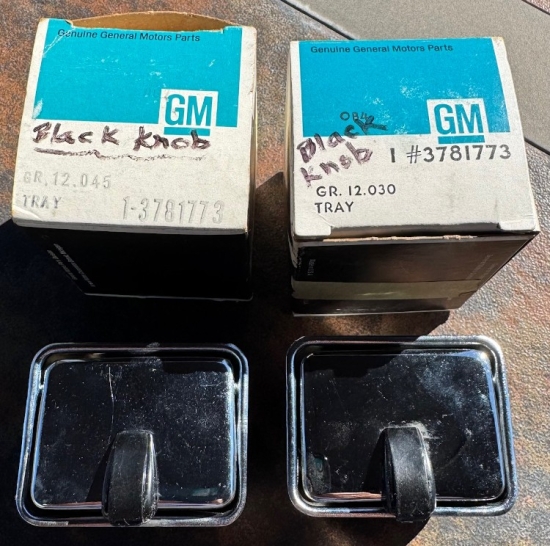 Genuine General Motors Parts
GM
Black Knob
GR.12.045
TRAY
1-3781773
Genuine General Motors Parts
GM
Black
Knob
1 #3781773
GR. 12.030
TRAY